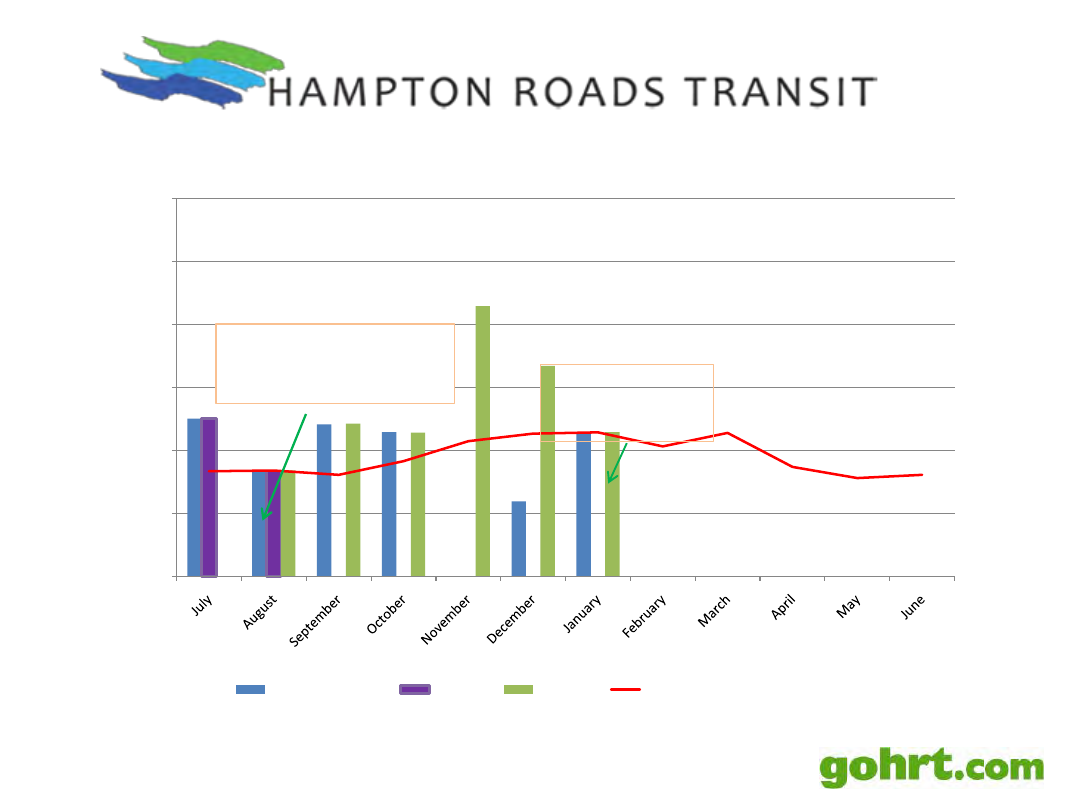 HAMPTON ROADS TRANSIT
July
August
September
October
November
December
January
February
March
April
May
June
gohrt.com